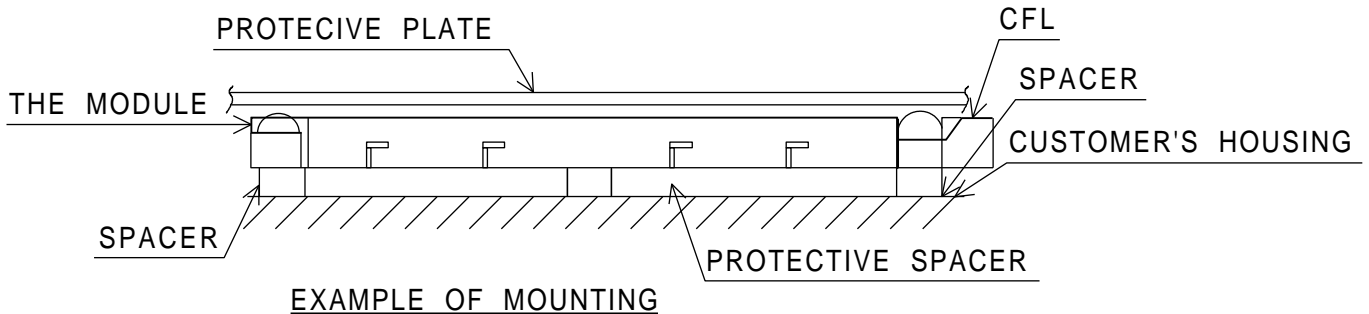 PROTECIVE PLATE
CFL
SPACER
THE MODULE
CUSTOMER'S HOUSING
SPACER
PROTECTIVE SPACER
EXAMPLE OF MOUNTING